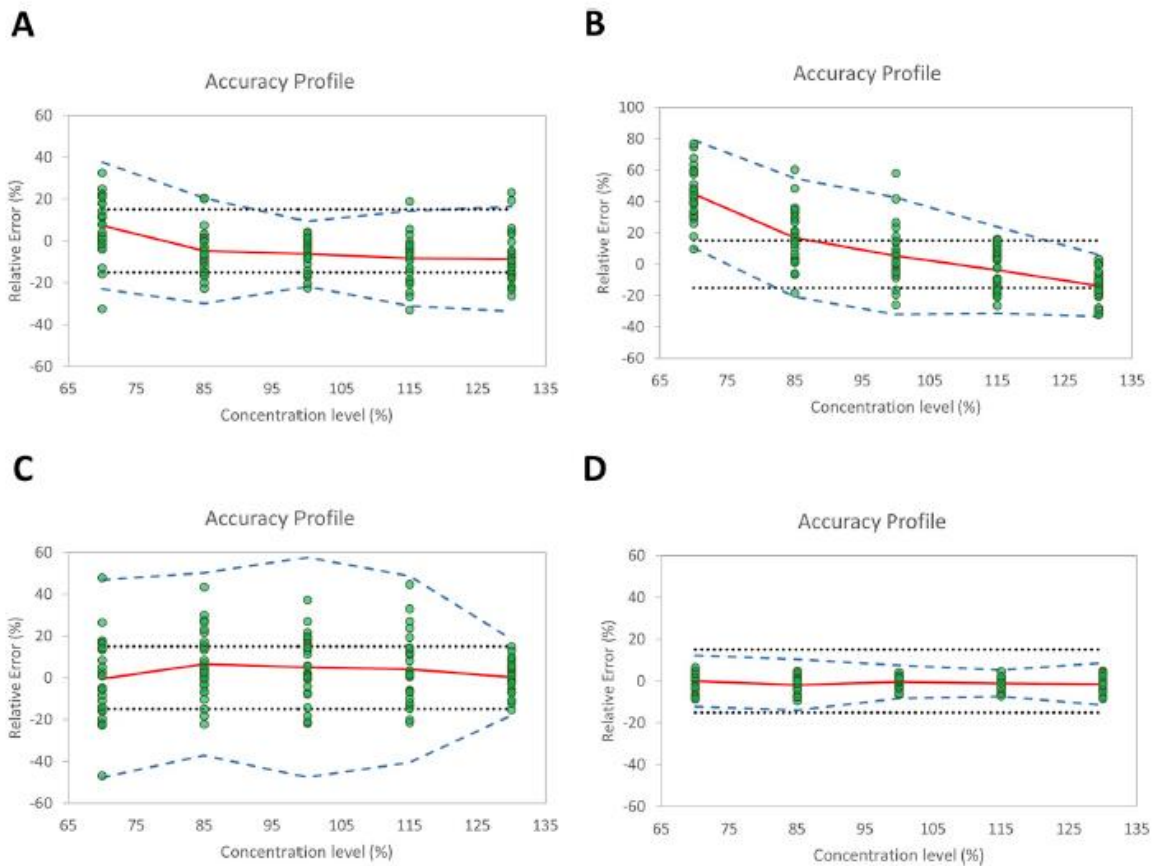 A
Accuracy Profile
Relative Error (%)
60
40
20
0
-20
-40
-60
65 75 85 95 105 115 125 135
Concentration level (%)
B
Accuracy Profile
Relative Error (%)
100
80
60
40
20
0
-20
-40
-60
65 75 85 95 105 115 125 135
Concentration level (%)
C
Accuracy Profile
Relative Error (%)
60
40
20
0
-20
-40
-60
65 75 85 95 105 115 125 135
Concentration level (%)
D
Accuracy Profile
Relative Error (%)
60
40
20
0
-20
-40
-60
65 75 85 95 105 115 125 135
Concentration level (%)